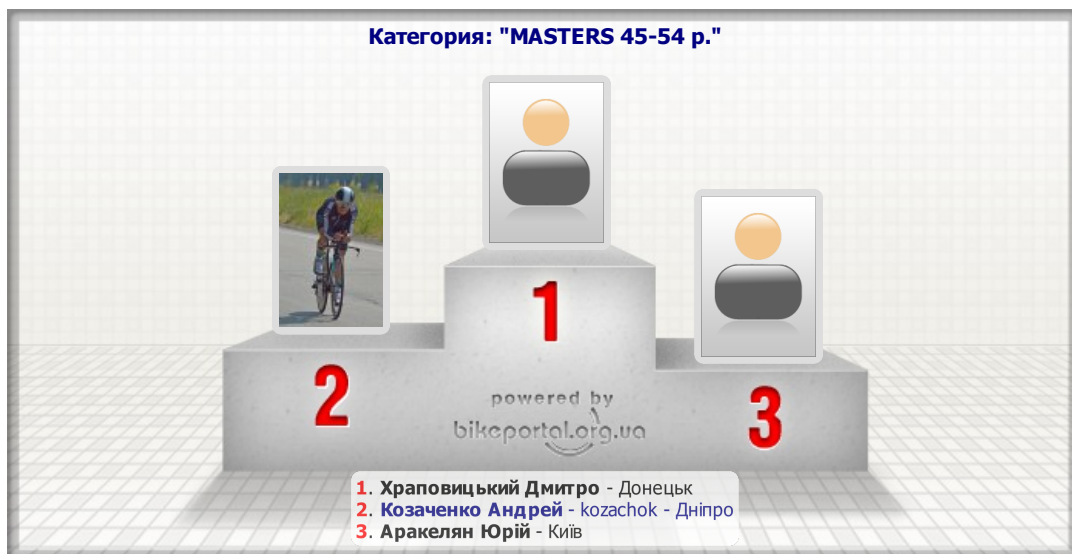 Категория: "MASTERS 45-54 р."
1
2
3
powered by
bikeportal.org.ua
1. Храповицький Дмитро - Донецьк
2. Козаченко Андрей - kozachok - Дніпро
3. Аракелян Юрій - Київ